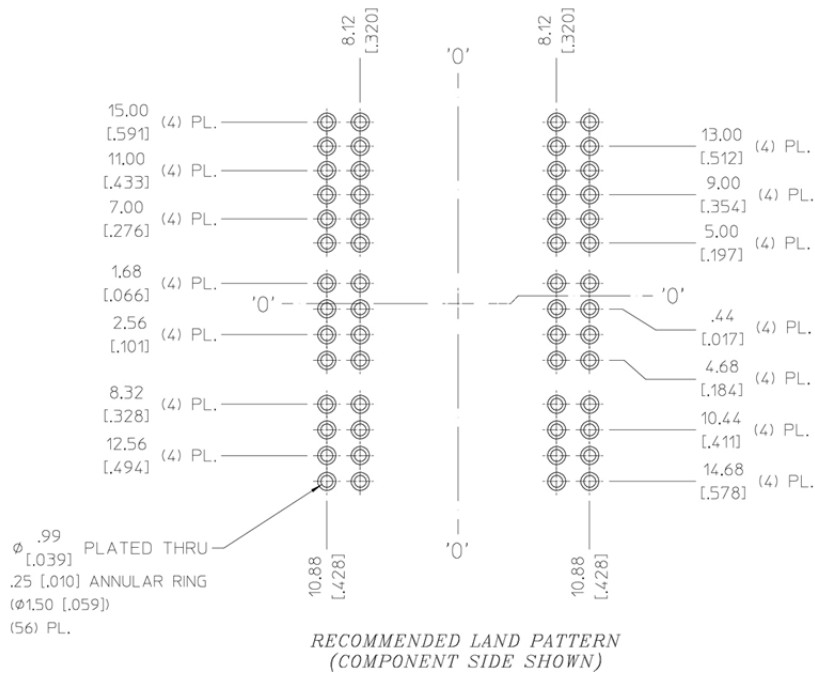 8.12
[.320]
8.12
[.320]
'0'
15.00
[.591] (4) PL.
11.00
[.433] (4) PL.
7.00
[.276] (4) PL.
1.68
[.066] (4) PL.
'0'
2.56
[.101] (4) PL.
8.32
[.328] (4) PL.
12.56
[.494] (4) PL.
13.00
[.512] (4) PL.
9.00
[.354] (4) PL.
5.00
[.197] (4) PL.
'0'
.44
[.017] (4) PL.
4.68
[.184] (4) PL.
10.44
[.411] (4) PL.
14.68
[.578] (4) PL.
ø .99
[.039] PLATED THRU
.25 [.010] ANNULAR RING
(ø1.50 [.059])
(56) PL.
10.88
[.428]
'0'
10.88
[.428]
RECOMMENDED LAND PATTERN
(COMPONENT SIDE SHOWN)